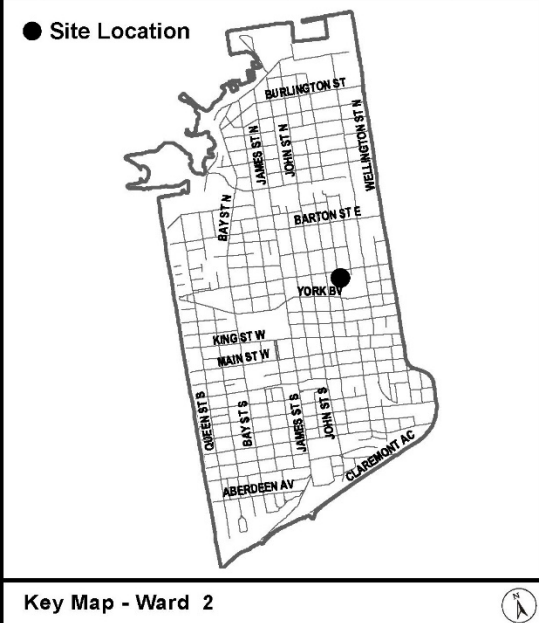 Site Location
BURLINGTON ST
JAMES ST N
JOHN ST N
WELLINGTON ST N
BAY ST N
BARTON ST E
YORK BV
KING ST W
MAIN ST W
QUEEN ST S
BAY ST S
JAMES ST S
JOHN ST S
CLAREMONT AC
ABERDEEN AV
Key Map - Ward 2
N